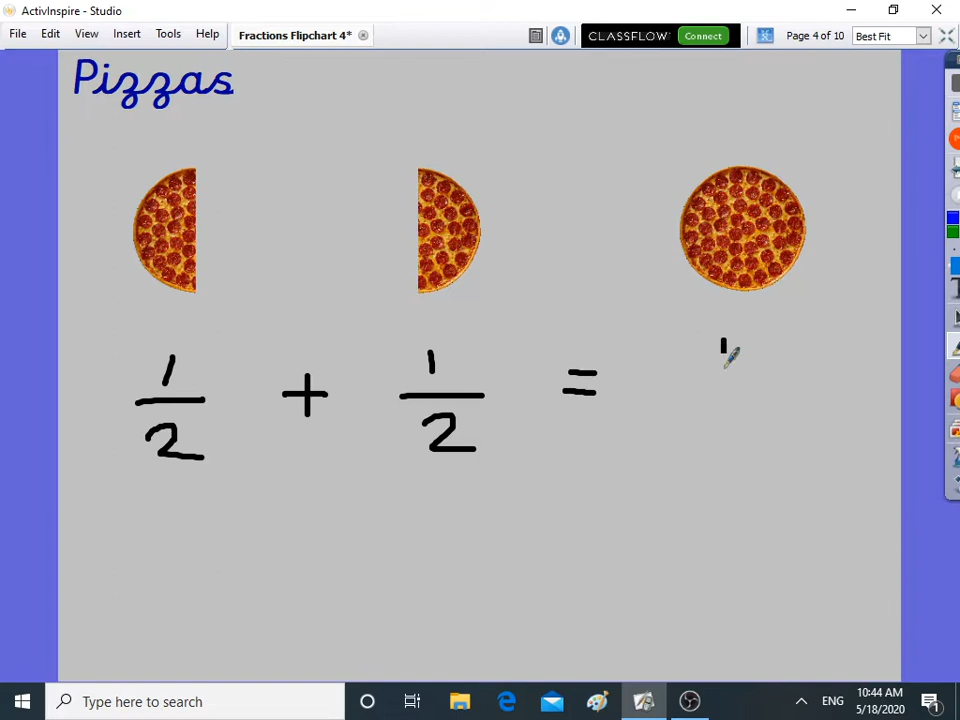 ActivInspire - Studio
File Edit View Insert Tools Help Fractions Flipchart 4* CLASSFLOW Connect Page 4 of 10 Best Fit
Pizzas
1 1
— + — =
2 2
Type here to search ENG 10:44 AM
5/18/2020 1